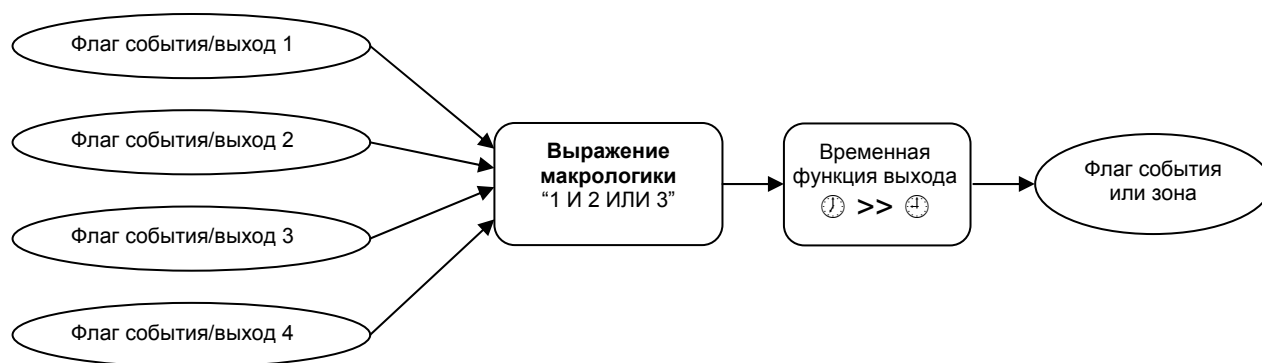 Флаг события/выход 1
Флаг события/выход 2
Флаг события/выход 3
Флаг события/выход 4
Выражение
макрологики
“1 И 2 ИЛИ 3”
Временная
функция выхода
>>
Флаг события
или зона